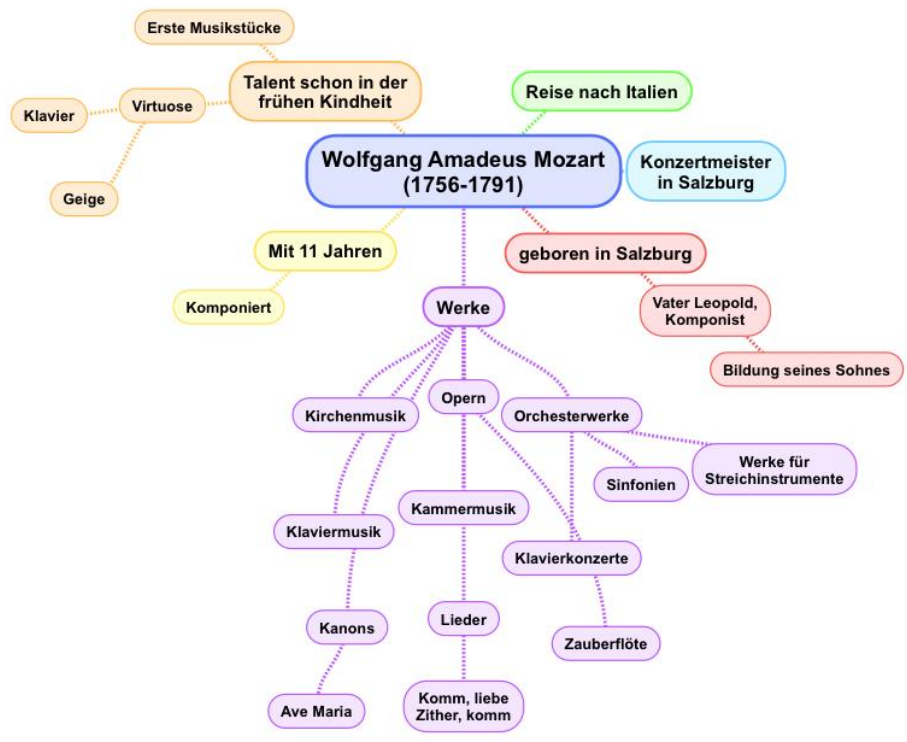 Erste Musikstücke
Talent schon in der
frühen Kindheit
Reise nach Italien
Klavier
Virtuose
Wolfgang Amadeus Mozart
(1756-1791)
Konzertmeister
in Salzburg
Geige
Mit 11 Jahren
geboren in Salzburg
Komponiert
Werke
Vater Leopold,
Komponist
Bildung seines Sohnes
Kirchenmusik
Opern
Orchesterwerke
Werke für
Streichinstrumente
Sinfonien
Kammermusik
Klaviermusik
Klavierkonzerte
Kanons
Lieder
Zauberflöte
Ave Maria
Komm, liebe
Zither, komm